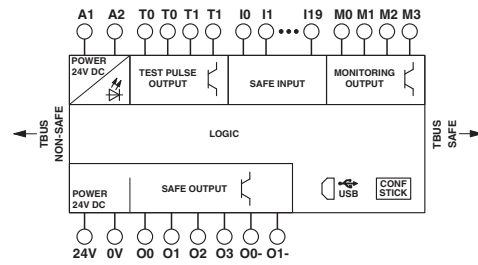 A1 A2 T0 T0 T1 T1 I0 I1 ••• I19 M0 M1 M2 M3
POWER
24V DC
TEST PULSE
OUTPUT
SAFE INPUT
MONITORING
OUTPUT
TBUS
NON-SAFE
LOGIC
TBUS
SAFE
POWER
24V DC
SAFE OUTPUT
USB
CONF
STICK
24V 0V O0 O1 O2 O3 O0- O1-